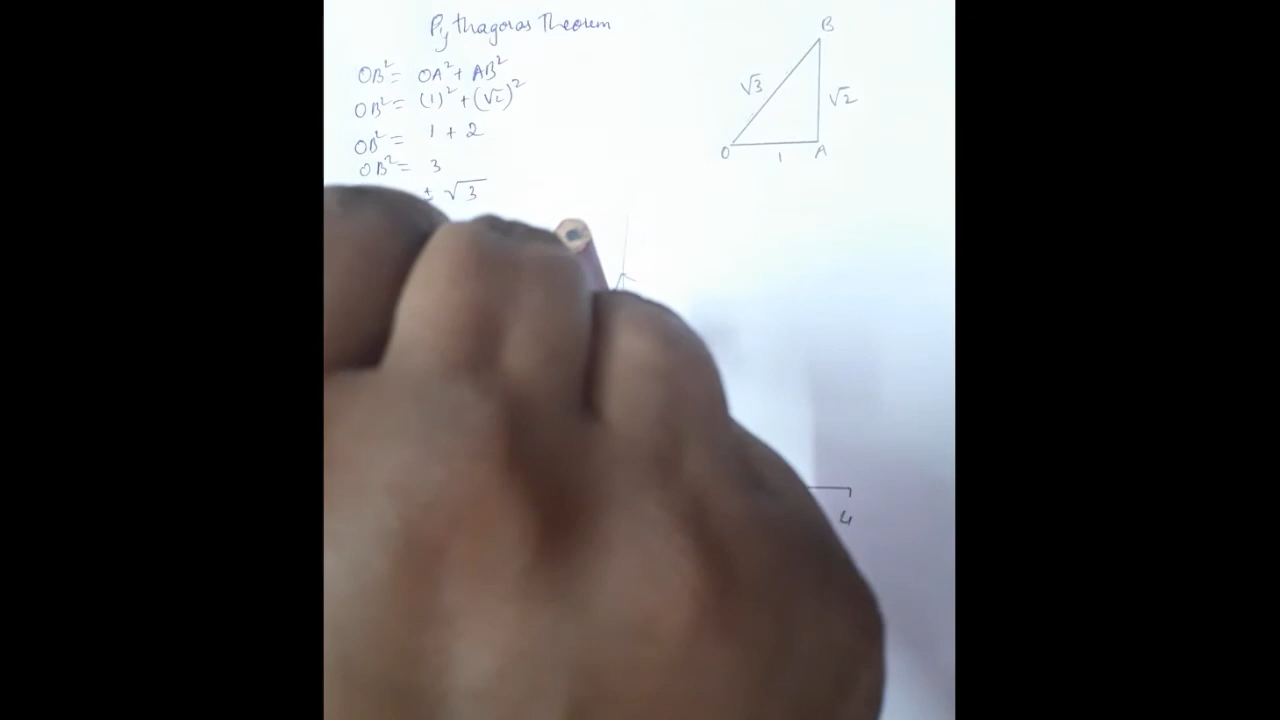 Pythagoras Theorem
OB² = OA² + AB²
OB² = (1)² + (√2)²
OB² = 1 + 2
OB² = 3
± √3
B
√3
√2
O
1
A
4